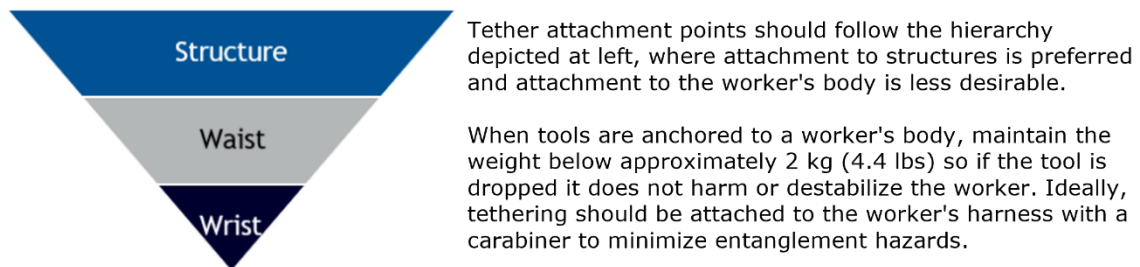 Structure
Waist
Wrist
Tether attachment points should follow the hierarchy
depicted at left, where attachment to structures is preferred
and attachment to the worker's body is less desirable.
When tools are anchored to a worker's body, maintain the
weight below approximately 2 kg (4.4 lbs) so if the tool is
dropped it does not harm or destabilize the worker. Ideally,
tethering should be attached to the worker's harness with a
carabiner to minimize entanglement hazards.